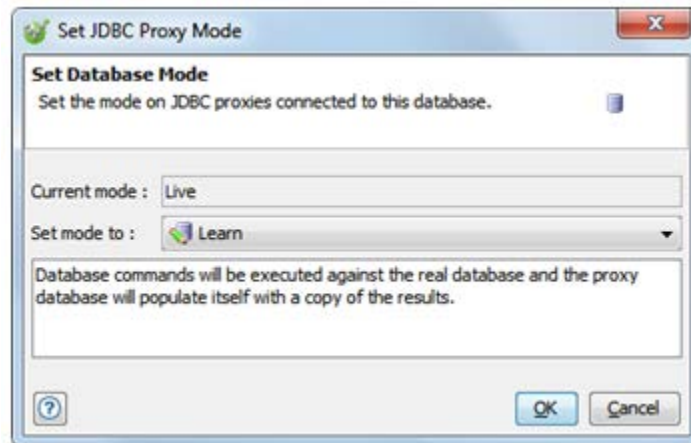 Set JDBC Proxy Mode
Set Database Mode
Set the mode on JDBC proxies connected to this database.
Current mode : Live
Set mode to : Learn
Database commands will be executed against the real database and the proxy
database will populate itself with a copy of the results.
? OK Cancel